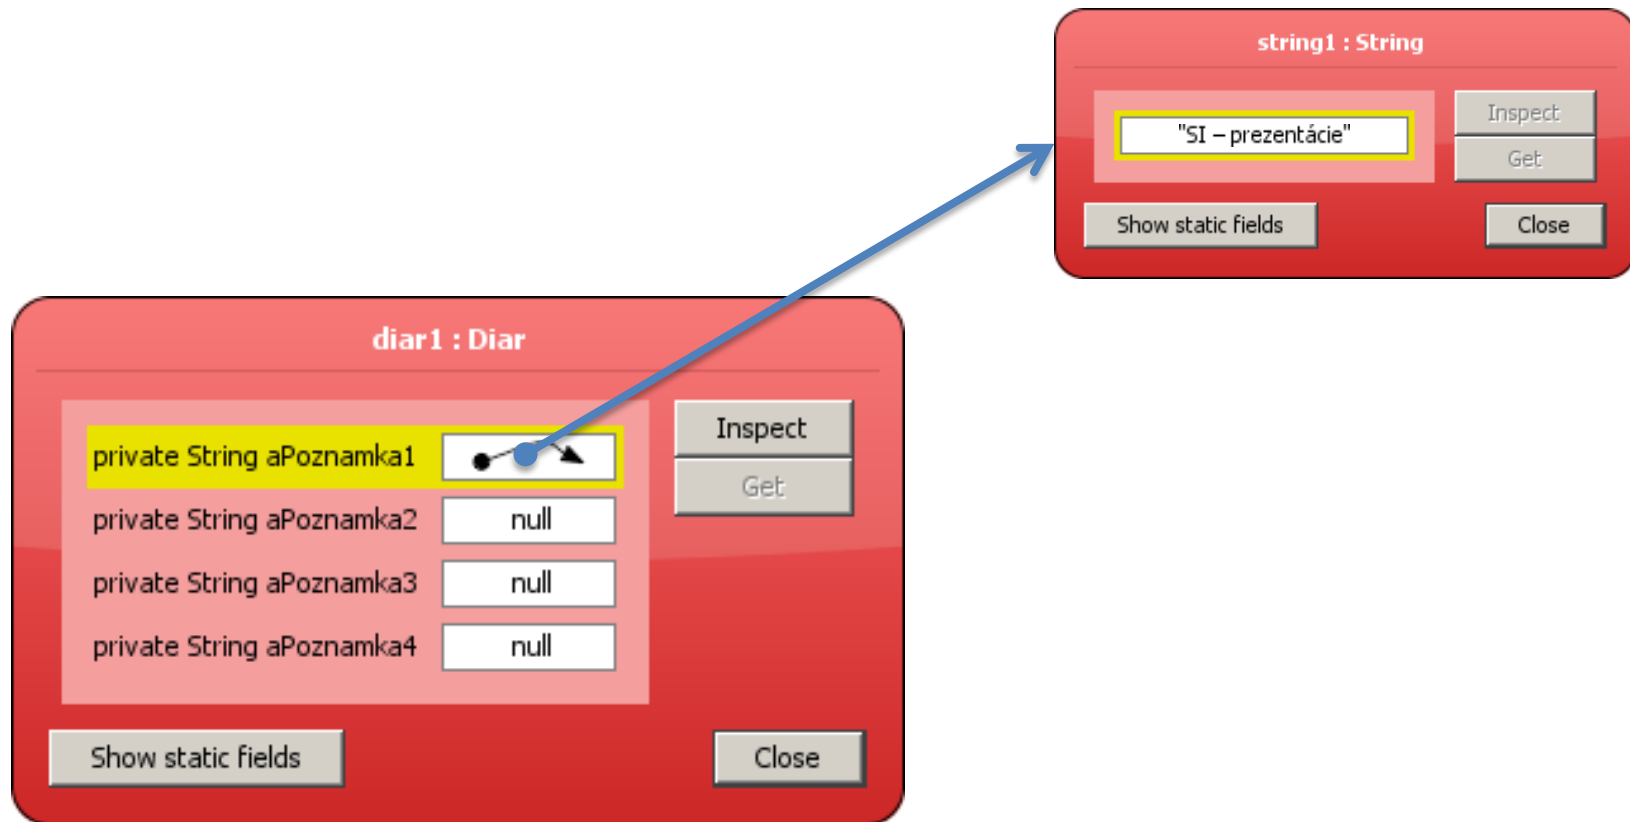 string1 : String
"SI – prezentácie"
Inspect
Get
Show static fields
Close
diar1 : Diar
private String aPoznamka1
Inspect
Get
private String aPoznamka2
null
private String aPoznamka3
null
private String aPoznamka4
null
Show static fields
Close